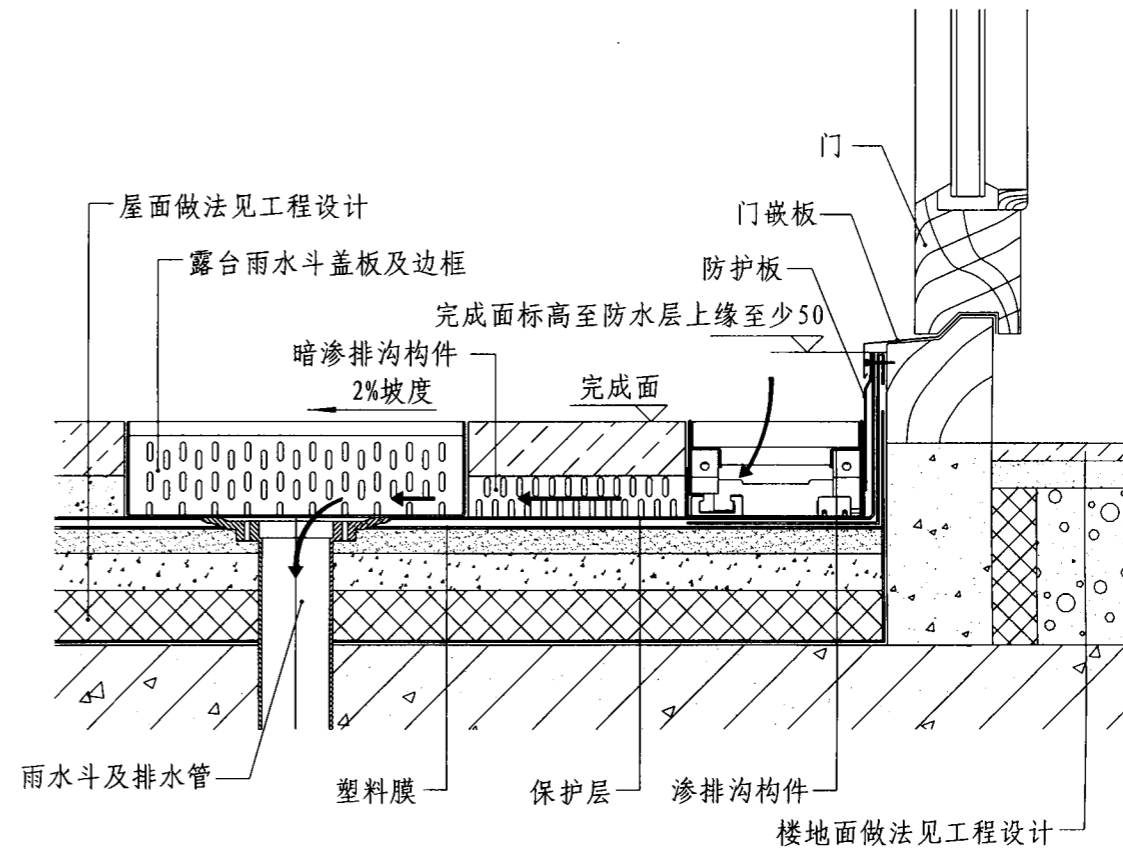 门
屋面做法见工程设计
门嵌板
露台雨水斗盖板及边框
防护板
完成面标高至防水层上缘至少50
暗渗排沟构件
2%坡度
完成面
雨水斗及排水管
塑料膜
保护层
渗排沟构件
楼地面做法见工程设计